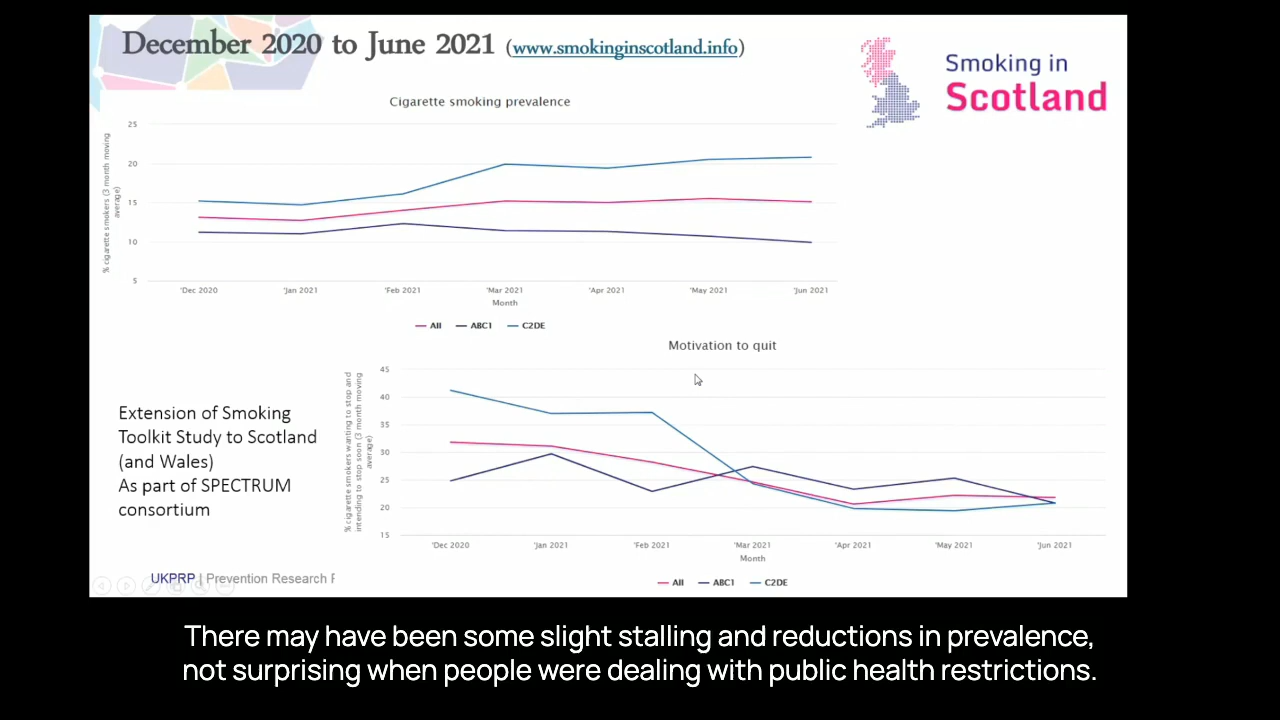 December 2020 to June 2021 (www.smokinginscotland.info)
Smoking in
Scotland
Cigarette smoking prevalence
% cigarette smokers (3 month moving
average)
25
20
15
10
5
'Dec 2020
'Jan 2021
'Feb 2021
'Mar 2021
'Apr 2021
'May 2021
'Jun 2021
Month
All
ABC1
C2DE
Motivation to quit
% cigarette smokers wanting to stop and
intending to stop soon (3 month moving
average)
45
40
35
30
25
20
15
'Dec 2020
'Jan 2021
'Feb 2021
'Mar 2021
'Apr 2021
'May 2021
'Jun 2021
Month
All
ABC1
C2DE
Extension of Smoking
Toolkit Study to Scotland
(and Wales)
As part of SPECTRUM
consortium
UKPRP | Prevention Research
There may have been some slight stalling and reductions in prevalence,
not surprising when people were dealing with public health restrictions.